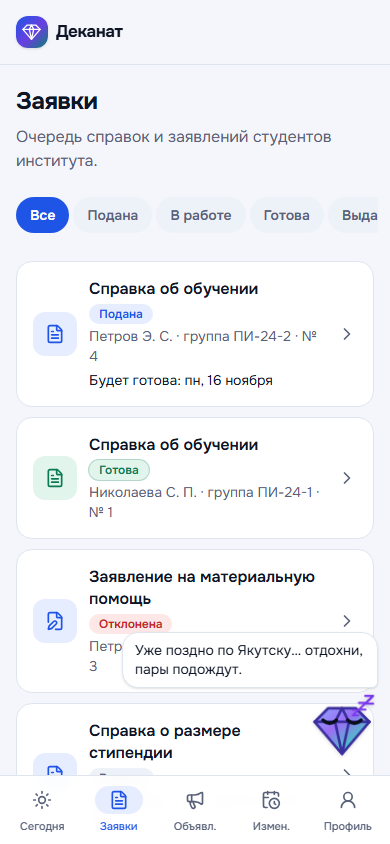 Деканат
Заявки
Очередь справок и заявлений студентов
института.
Все
Подана
В работе
Готова
Выда
Справка об обучении
Подана
Петров Э. С. · группа ПИ-24-2 · №
4
Будет готова: пн, 16 ноября
Справка об обучении
Готова
Николаева С. П. · группа ПИ-24-1 ·
№ 1
Заявление на материальную
помощь
Отклонена
Петр
3
Уже поздно по Якутску... отдохни,
пары подождут.
Справка о размере
стипендии
Сегодня
Заявки
Объявл.
Измен.
Профиль